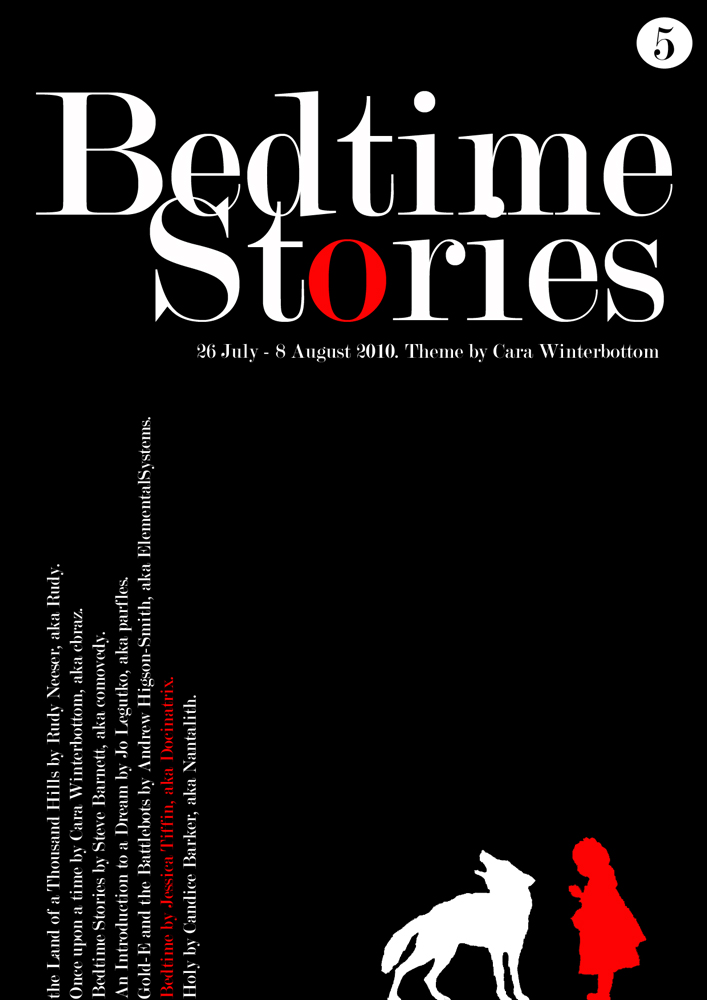 5
Bedtime
Stories
26 July - 8 August 2010. Theme by Cara Winterbottom
the Land of a Thousand Hills by Rudy Neeser, aka Rudy.
Once upon a time by Cara Winterbottom, aka ebraz.
Bedtime Stories by Steve Barnett, aka comovedy.
An Introduction to a Dream by Jo Legutko, aka parfles.
Gold-E and the Battlebots by Andrew Higson-Smith, aka ElementalSystems.
Bedtime by Jessica Tiffin, aka Docinatrix.
Holy by Candice Barker, aka Nantalith.